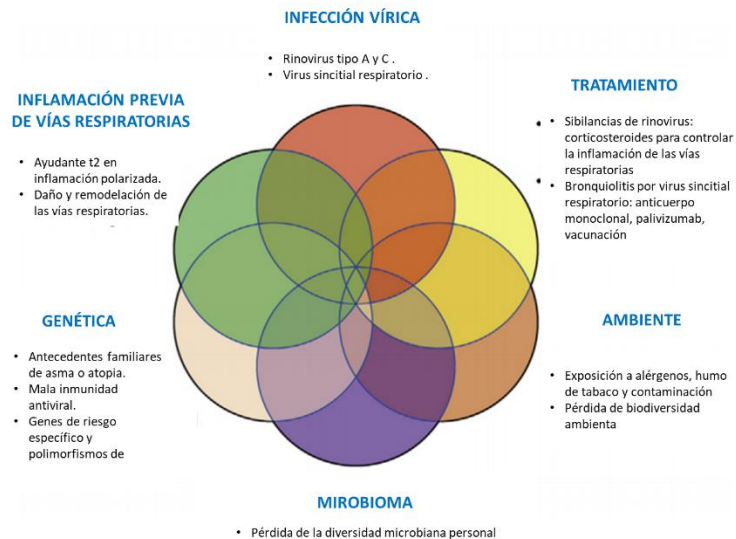 INFECCIÓN VÍRICA
• Rinovirus tipo A y C .
• Virus sincitial respiratorio .
TRATAMIENTO
• Sibilancias de rinovirus:
corticosteroides para controlar
la inflamación de las vías
respiratorias
• Bronquiolitis por virus sincitial
respiratorio: anticuerpo
monoclonal, palivizumab,
vacunación
INFLAMACIÓN PREVIA
DE VÍAS RESPIRATORIAS
• Ayudante t2 en
inflamación polarizada.
• Daño y remodelación de
las vías respiratorias.
GENÉTICA
• Antecedentes familiares
de asma o atopia.
• Mala inmunidad
antiviral.
• Genes de riesgo
específico y
polimorfismos de
AMBIENTE
• Exposición a alérgenos, humo
de tabaco y contaminación
• Pérdida de biodiversidad
ambienta
MIROBIOMA
• Pérdida de la diversidad microbiana personal